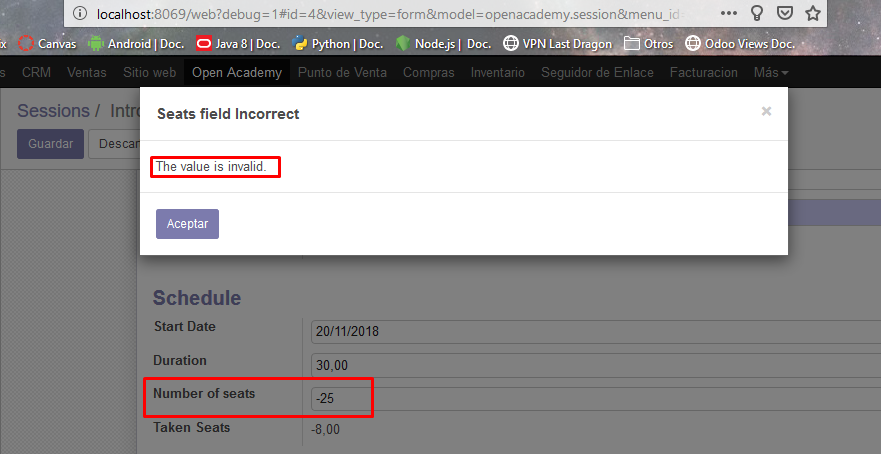 localhost:8069/web?debug=1#id=4&view_type=form&model=openacademy.session&menu_id
x Canvas Android | Doc. Java 8 | Doc. Python | Doc. Node.js | Doc. VPN Last Dragon Otros Odoo Views Doc.
s CRM Ventas Sitio web Open Academy Punto de Venta Compras Inventario Seguidor de Enlace Facturacion Más
Sessions / Intro
Guardar Descar
Seats field Incorrect ×
The value is invalid.
Aceptar
Schedule
Start Date 20/11/2018
Duration 30,00
Number of seats -25
Taken Seats -8,00